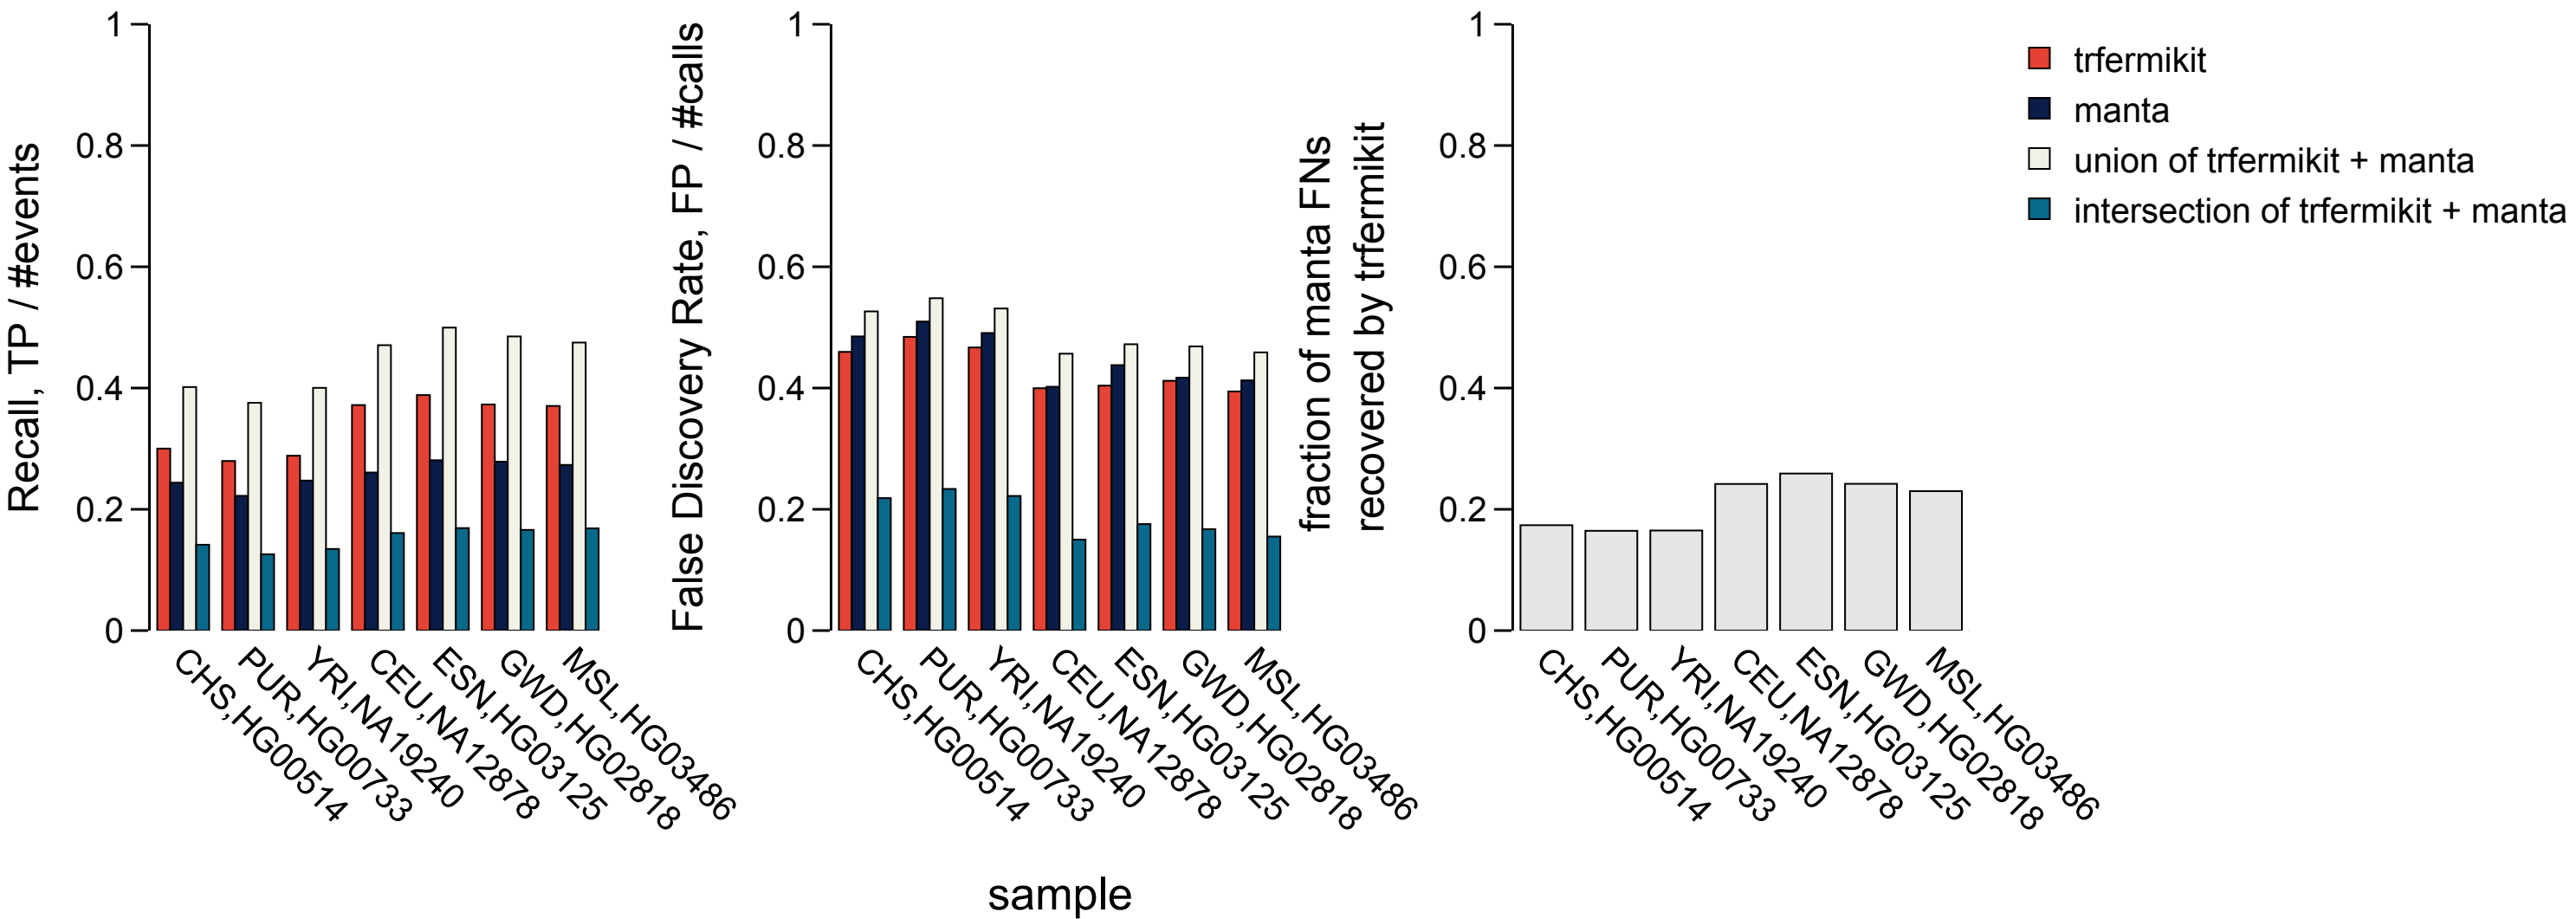 Recall, TP / #events
1
0.8
0.6
0.4
0.2
0
CHS,HG00514
PUR,HG00733
YRI,NA19240
CEU,NA12878
ESN,HG03125
GWD,HG02818
MSL,HG03486
False Discovery Rate, FP / #calls
1
0.8
0.6
0.4
0.2
0
CHS,HG00514
PUR,HG00733
YRI,NA19240
CEU,NA12878
ESN,HG03125
GWD,HG02818
MSL,HG03486
fraction of manta FNs
recovered by trfermikit
1
0.8
0.6
0.4
0.2
0
CHS,HG00514
PUR,HG00733
YRI,NA19240
CEU,NA12878
ESN,HG03125
GWD,HG02818
MSL,HG03486
trfermikit
manta
union of trfermikit + manta
intersection of trfermikit + manta
sample